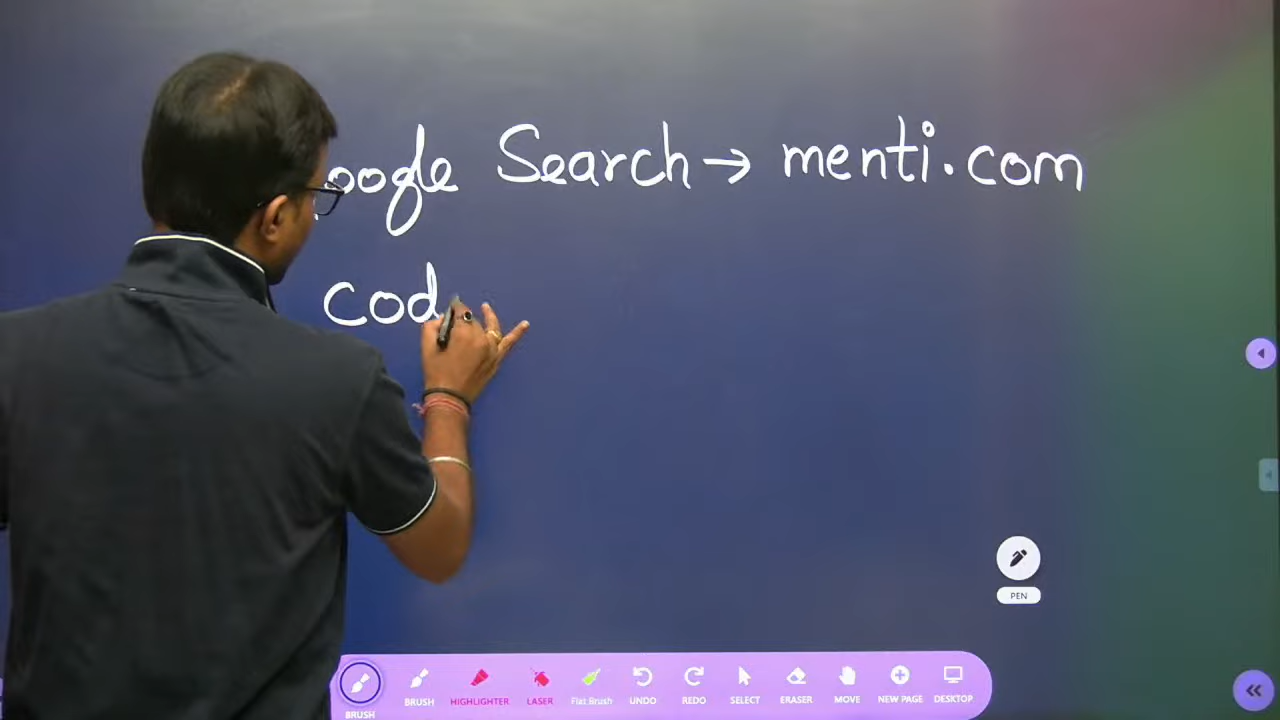 oogle Search → menti.com
cod
PEN
BRUSH BRUSH HIGHLIGHTER LASER Flat Brush UNDO REDO SELECT ERASER MOVE NEW PAGE DESKTOP